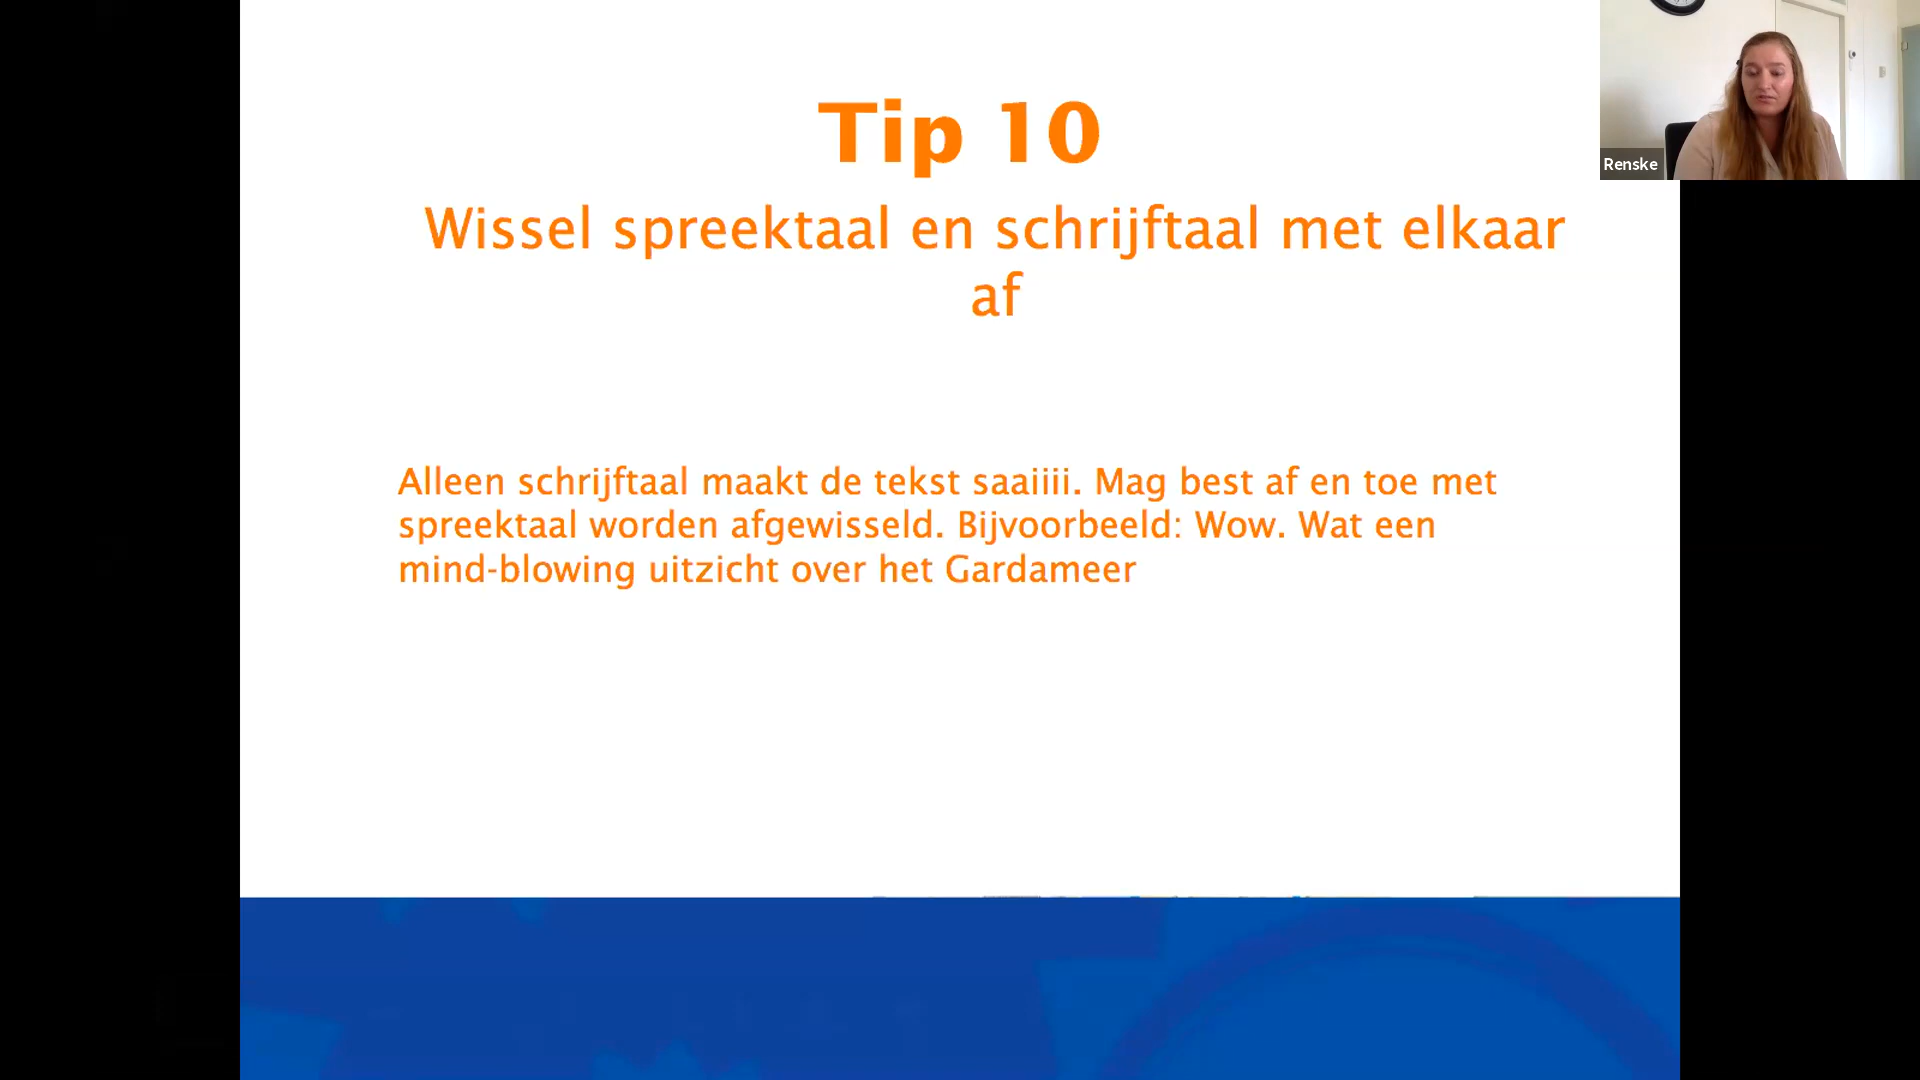 Tip 10
Wissel spreektaal en schrijftaal met elkaar
af
Alleen schrijftaal maakt de tekst saaiiii. Mag best af en toe met
spreektaal worden afgewisseld. Bijvoorbeeld: Wow. Wat een
mind-blowing uitzicht over het Gardameer
Renske